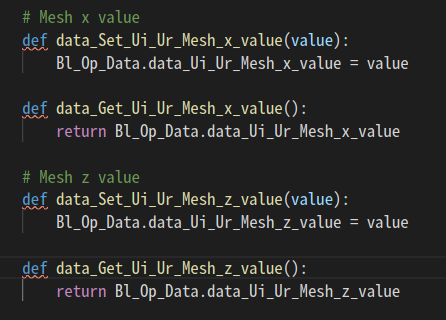 # Mesh x value
def data_Set_Ui_Ur_Mesh_x_value(value):
    Bl_Op_Data.data_Ui_Ur_Mesh_x_value = value

def data_Get_Ui_Ur_Mesh_x_value():
    return Bl_Op_Data.data_Ui_Ur_Mesh_x_value

# Mesh z value
def data_Set_Ui_Ur_Mesh_z_value(value):
    Bl_Op_Data.data_Ui_Ur_Mesh_z_value = value

def data_Get_Ui_Ur_Mesh_z_value():
    return Bl_Op_Data.data_Ui_Ur_Mesh_z_value